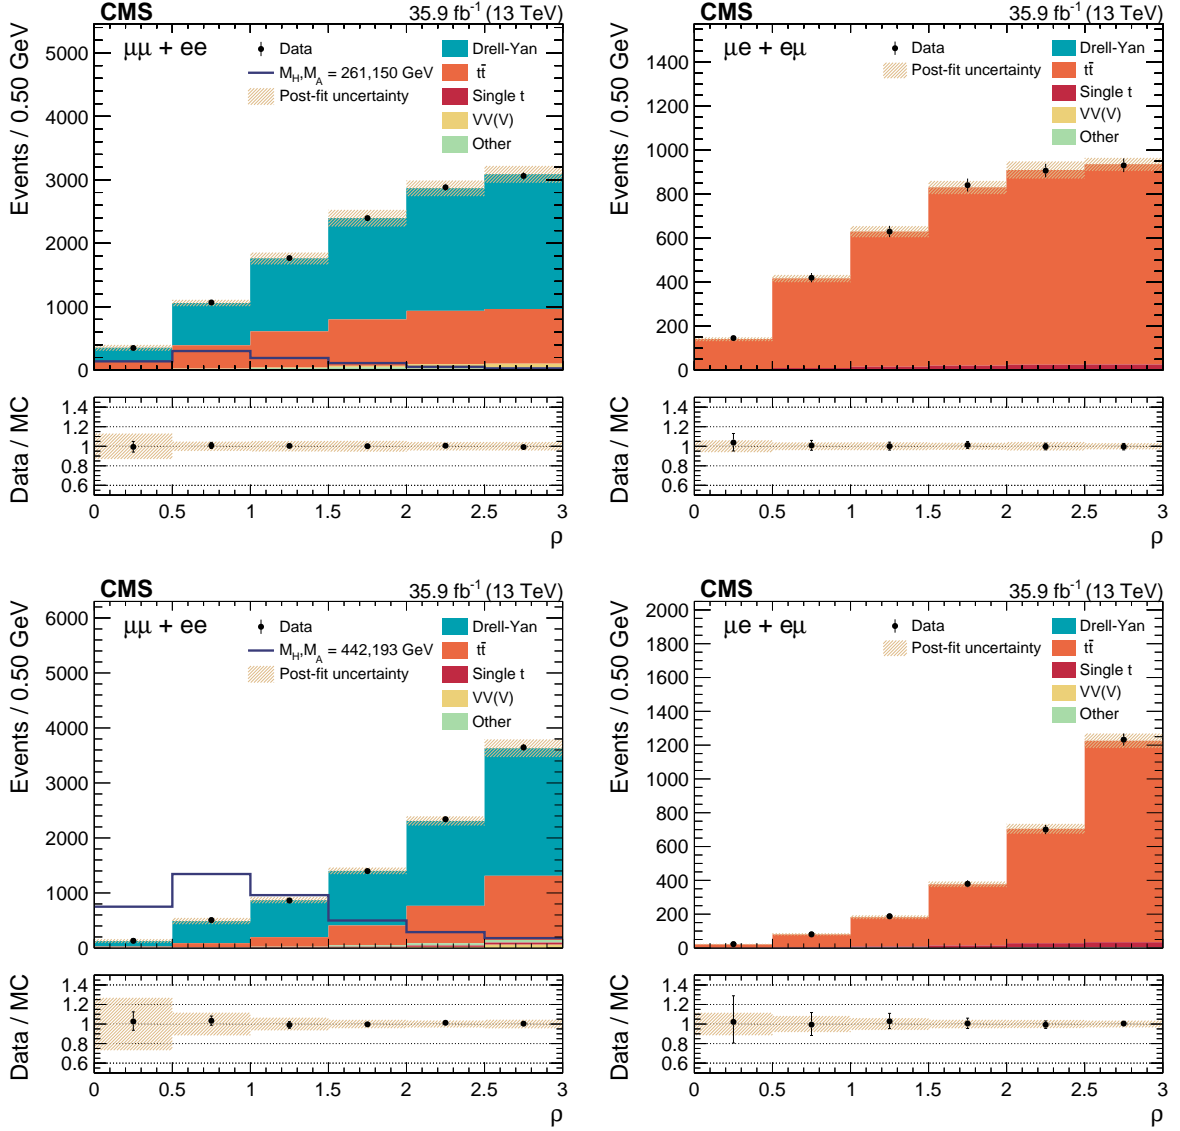 CMS
35.9 fb⁻¹ (13 TeV)
μμ + ee
Data
M_H,M_A = 261,150 GeV
Post-fit uncertainty
Drell-Yan
tt̄
Single t
VV(V)
Other
Events / 0.50 GeV
5000
4000
3000
2000
1000
0
Data / MC
1.4
1.2
1
0.8
0.6
0 0.5 1 1.5 2 2.5 3
ρ
CMS
35.9 fb⁻¹ (13 TeV)
μe + eμ
Data
Post-fit uncertainty
Drell-Yan
tt̄
Single t
VV(V)
Other
Events / 0.50 GeV
1400
1200
1000
800
600
400
200
0
Data / MC
1.4
1.2
1
0.8
0.6
0 0.5 1 1.5 2 2.5 3
ρ
CMS
35.9 fb⁻¹ (13 TeV)
μμ + ee
Data
M_H,M_A = 442,193 GeV
Post-fit uncertainty
Drell-Yan
tt̄
Single t
VV(V)
Other
Events / 0.50 GeV
6000
5000
4000
3000
2000
1000
0
Data / MC
1.4
1.2
1
0.8
0.6
0 0.5 1 1.5 2 2.5 3
ρ
CMS
35.9 fb⁻¹ (13 TeV)
μe + eμ
Data
Post-fit uncertainty
Drell-Yan
tt̄
Single t
VV(V)
Other
Events / 0.50 GeV
2000
1800
1600
1400
1200
1000
800
600
400
200
0
Data / MC
1.4
1.2
1
0.8
0.6
0 0.5 1 1.5 2 2.5 3
ρ